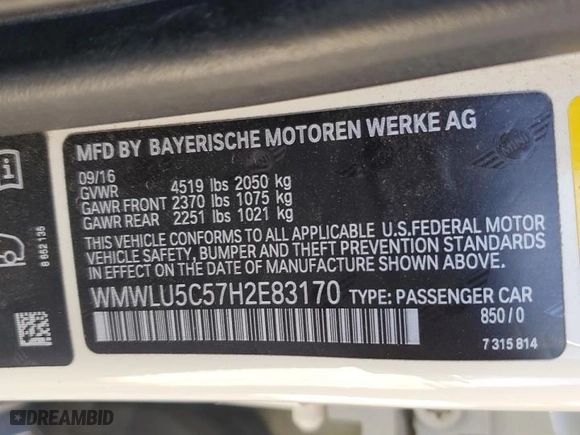 MFD BY BAYERISCHE MOTOREN WERKE AG
MINI
09/16
GVWR 4519 lbs 2050 kg
GAWR FRONT 2370 lbs 1075 kg
GAWR REAR 2251 lbs 1021 kg
THIS VEHICLE CONFORMS TO ALL APPLICABLE U.S.FEDERAL MOTOR
VEHICLE SAFETY, BUMPER, AND THEFT PREVENTION STANDARDS
IN EFFECT ON THE DATE OF MANUFACTURE SHOWN ABOVE.
WMWLU5C57H2E83170 TYPE: PASSENGER CAR
850/0
7 315 814
8 662 135
DREAMBID